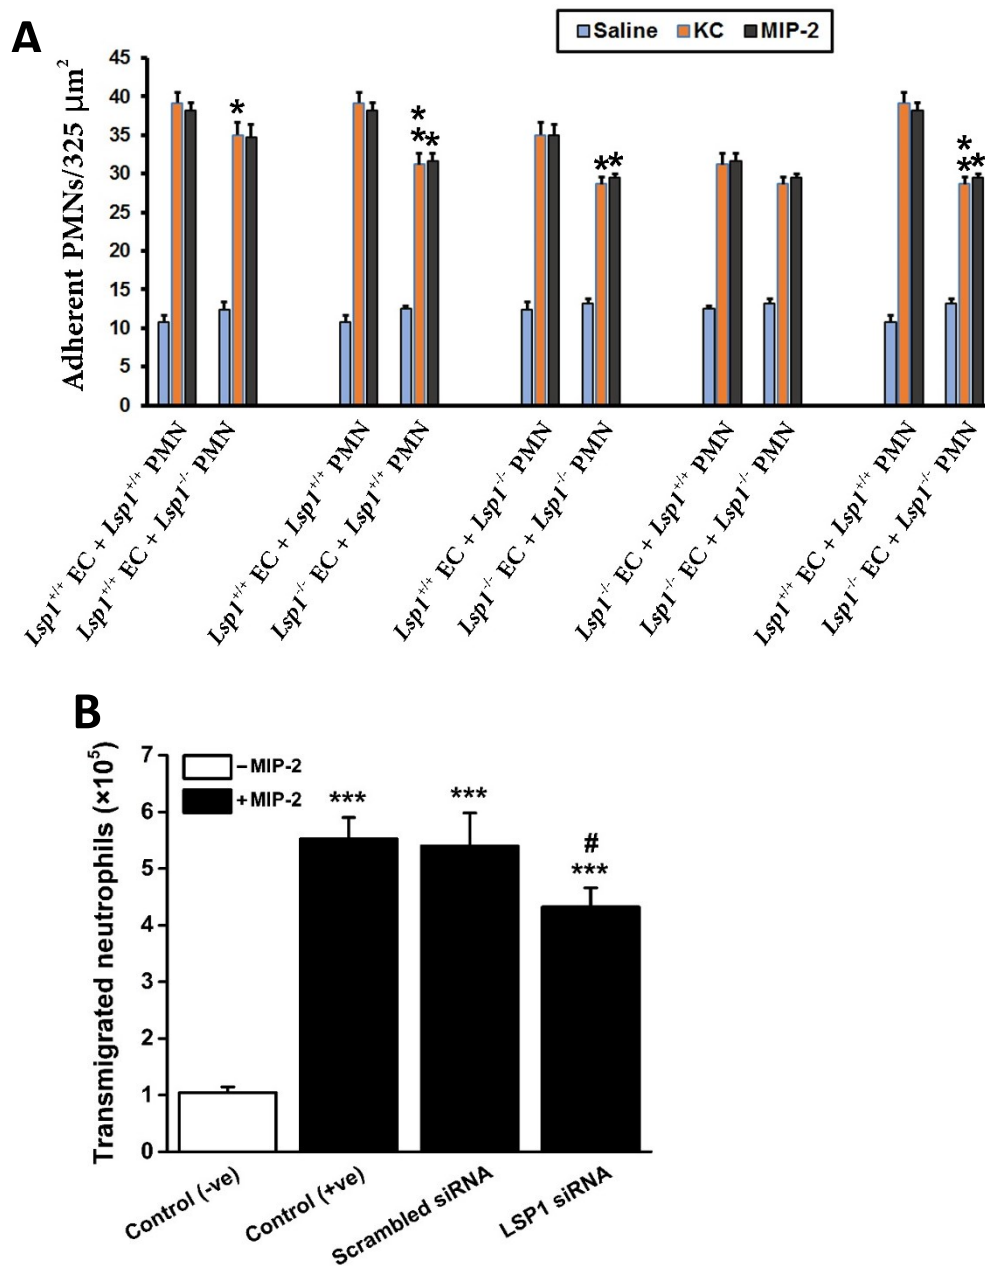 A
Saline KC MIP-2
Adherent PMNs/325 μm²
45
40
35
30
25
20
15
10
5
0
* ** * * * ** *
Lsp1+/+ EC + Lsp1+/+ PMN
Lsp1+/+ EC + Lsp1-/- PMN
Lsp1+/+ EC + Lsp1+/+ PMN
Lsp1-/- EC + Lsp1+/+ PMN
Lsp1+/+ EC + Lsp1-/- PMN
Lsp1-/- EC + Lsp1-/- PMN
Lsp1-/- EC + Lsp1+/+ PMN
Lsp1-/- EC + Lsp1-/- PMN
Lsp1+/+ EC + Lsp1+/+ PMN
Lsp1-/- EC + Lsp1-/- PMN
B
Transmigrated neutrophils (×10⁵)
7
6
5
4
3
2
1
0
– MIP-2
+ MIP-2
***
***
#
***
Control (-ve)
Control (+ve)
Scrambled siRNA
LSP1 siRNA